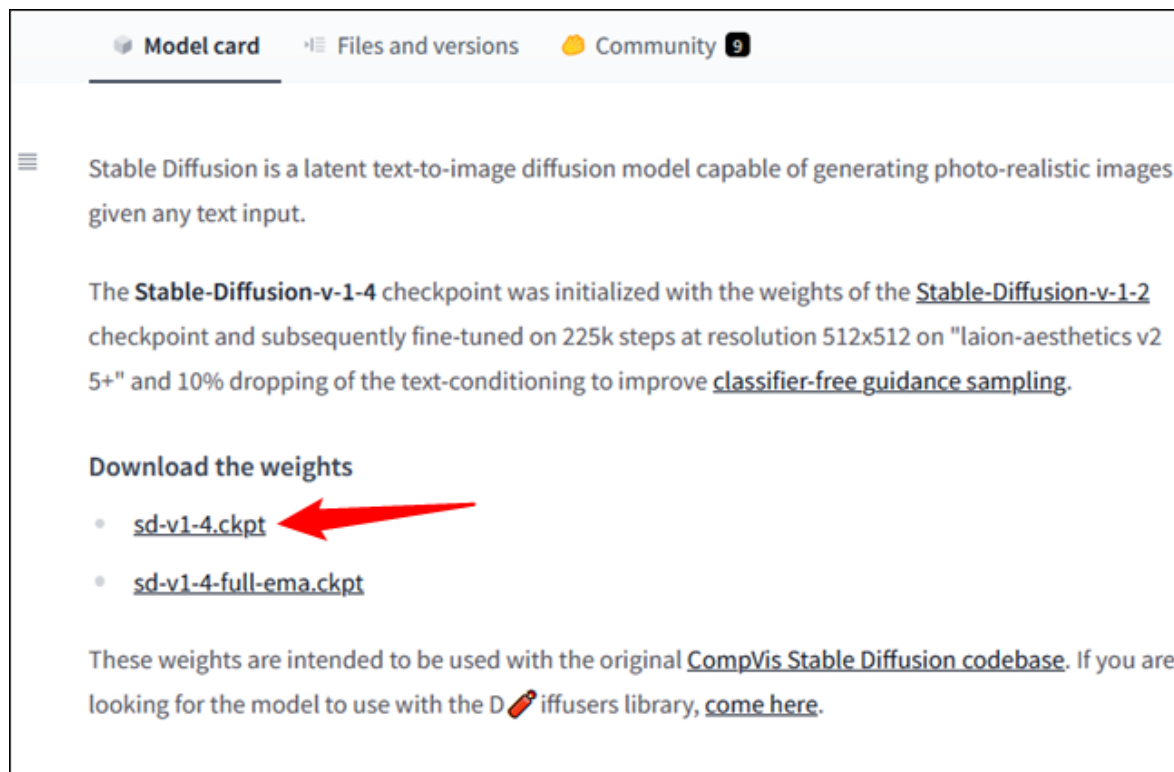 Model card Files and versions Community 9
Stable Diffusion is a latent text-to-image diffusion model capable of generating photo-realistic images
given any text input.
The Stable-Diffusion-v-1-4 checkpoint was initialized with the weights of the Stable-Diffusion-v-1-2
checkpoint and subsequently fine-tuned on 225k steps at resolution 512x512 on "laion-aesthetics v2
5+" and 10% dropping of the text-conditioning to improve classifier-free guidance sampling.
Download the weights
sd-v1-4.ckpt
sd-v1-4-full-ema.ckpt
These weights are intended to be used with the original CompVis Stable Diffusion codebase. If you are
looking for the model to use with the D🧨iffusers library, come here.